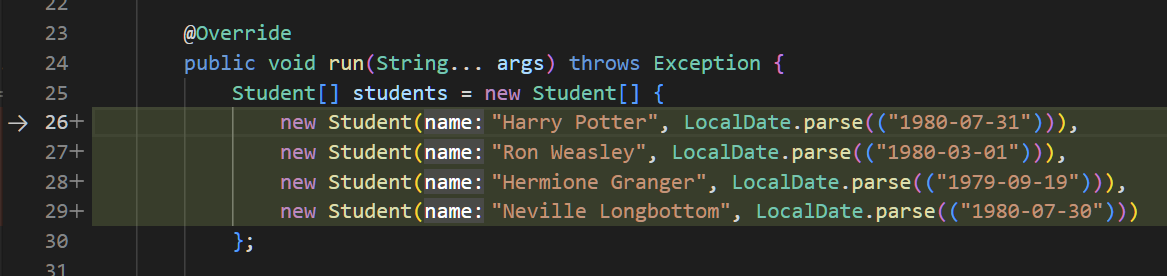 22
23 @Override
24 public void run(String... args) throws Exception {
25 Student[] students = new Student[] {
→ 26+ new Student(name: "Harry Potter", LocalDate.parse(("1980-07-31"))),
27+ new Student(name: "Ron Weasley", LocalDate.parse(("1980-03-01"))),
28+ new Student(name: "Hermione Granger", LocalDate.parse(("1979-09-19"))),
29+ new Student(name: "Neville Longbottom", LocalDate.parse(("1980-07-30")))
30 };
31